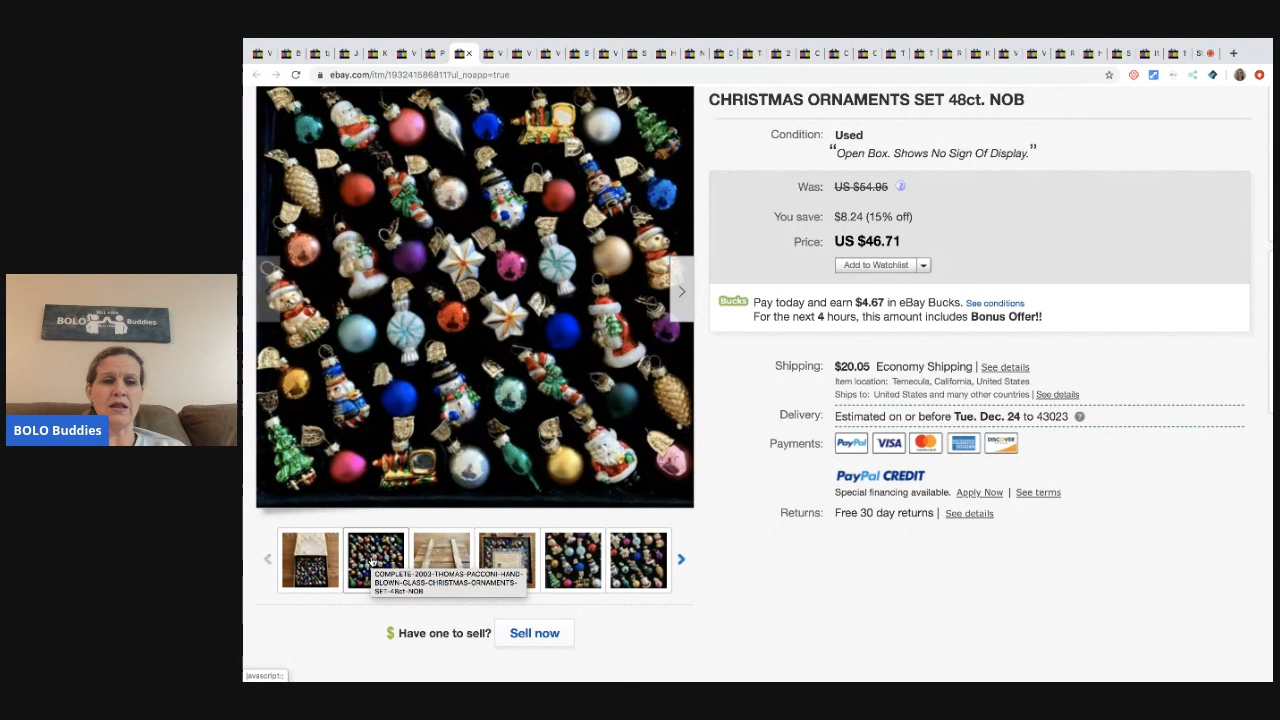 ebay.com/itm/193241586811?ul_noapp=true
CHRISTMAS ORNAMENTS SET 48ct. NOB
Condition: Used
“Open Box. Shows No Sign Of Display.”
Was: US $54.95
You save: $8.24 (15% off)
Price: US $46.71
Add to Watchlist
Bucks Pay today and earn $4.67 in eBay Bucks. See conditions
For the next 4 hours, this amount includes Bonus Offer!!
Shipping: $20.05 Economy Shipping | See details
Item location: Temecula, California, United States
Ships to: United States and many other countries | See details
Delivery: Estimated on or before Tue. Dec. 24 to 43023
Payments: PayPal VISA MasterCard AMERICAN EXPRESS DISCOVER
PayPal CREDIT
Special financing available. Apply Now | See terms
Returns: Free 30 day returns | See details
COMPLETE-2003-THOMAS-PACCONI-HAND-
BLOWN-GLASS-CHRISTMAS-ORNAMENTS-
SET-48ct-NOB
$ Have one to sell? Sell now
javascript:;
BOLO Buddies
BOLO Buddies